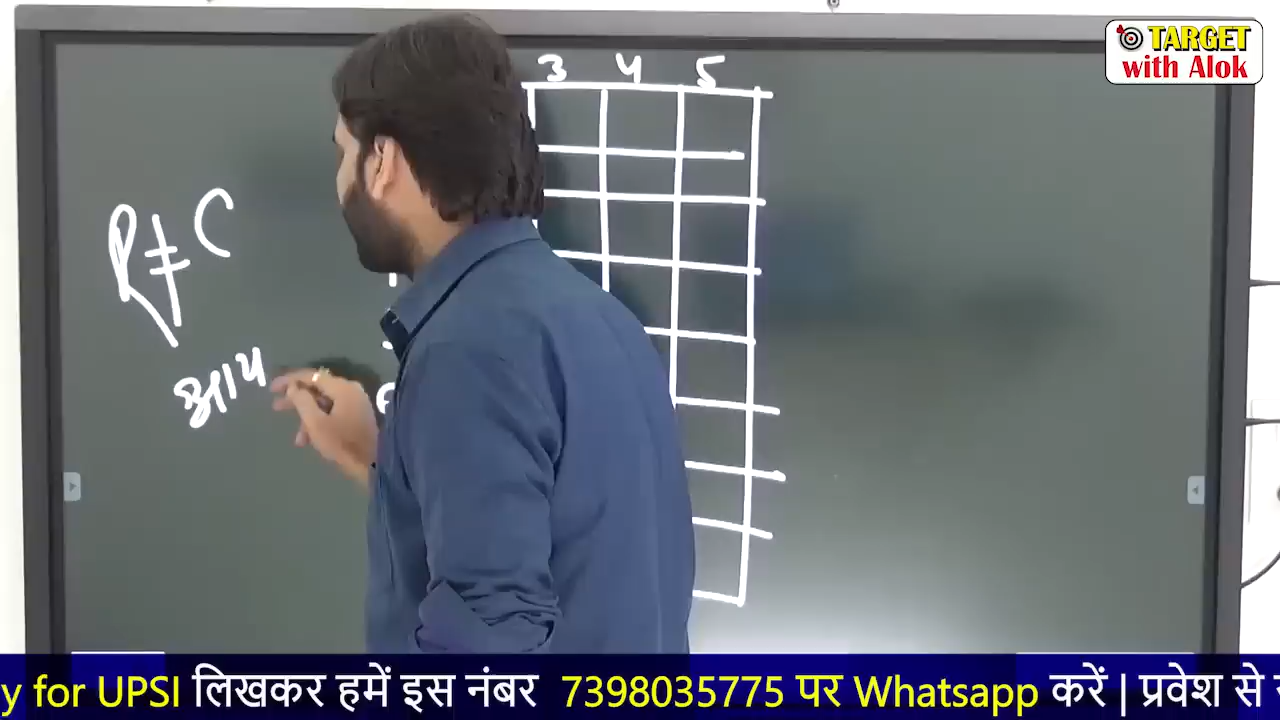 TARGET
with Alok
3 4 5
R ≠ C
आय
y for UPSI लिखकर हमें इस नंबर 7398035775 पर Whatsapp करें | प्रवेश से